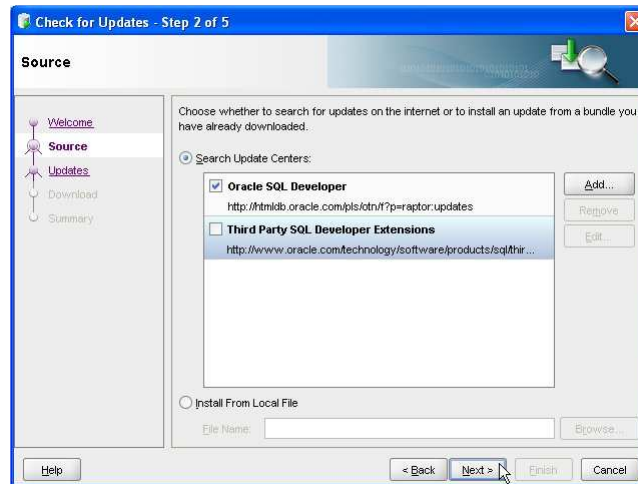 Check for Updates - Step 2 of 5
Source
Welcome
Source
Updates
Download
Summary
Choose whether to search for updates on the internet or to install an update from a bundle you
have already downloaded.
Search Update Centers:
Oracle SQL Developer
http://htmldb.oracle.com/pls/otn/f?p=raptor:updates
Third Party SQL Developer Extensions
http://www.oracle.com/technology/software/products/sql/thir...
Add...
Remove
Edit...
Install From Local File
File Name:
Browse...
Help
< Back
Next >
Finish
Cancel